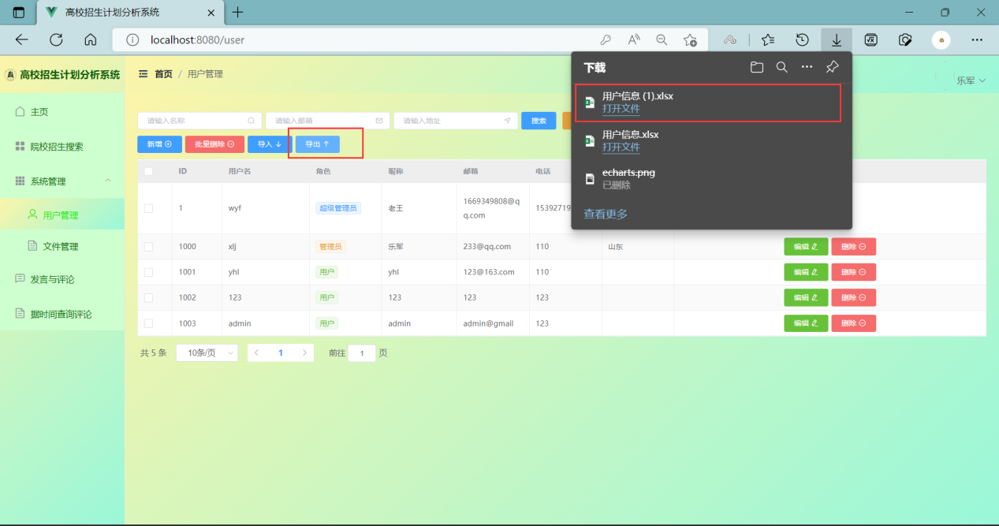 高校招生计划分析系统
localhost:8080/user
高校招生计划分析系统
首页 / 用户管理
乐军
下载
用户信息 (1).xlsx
打开文件
用户信息.xlsx
打开文件
echarts.png
已删除
查看更多
主页
院校招生搜索
系统管理
用户管理
文件管理
发言与评论
据时间查询评论
请输入名称
请输入邮箱
请输入地址
搜索
新增
批量删除
导入
导出
ID 用户名 角色 昵称 邮箱 电话
1 wyf 超级管理员 老王 1669349808@q
q.com 15392719
1000 xlj 管理员 乐军 233@qq.com 110 山东 编辑 删除
1001 yhl 用户 yhl 123@163.com 110 编辑 删除
1002 123 用户 123 123 123 编辑 删除
1003 admin 用户 admin admin@gmail 123 编辑 删除
共 5 条 10条/页 1 前往 1 页